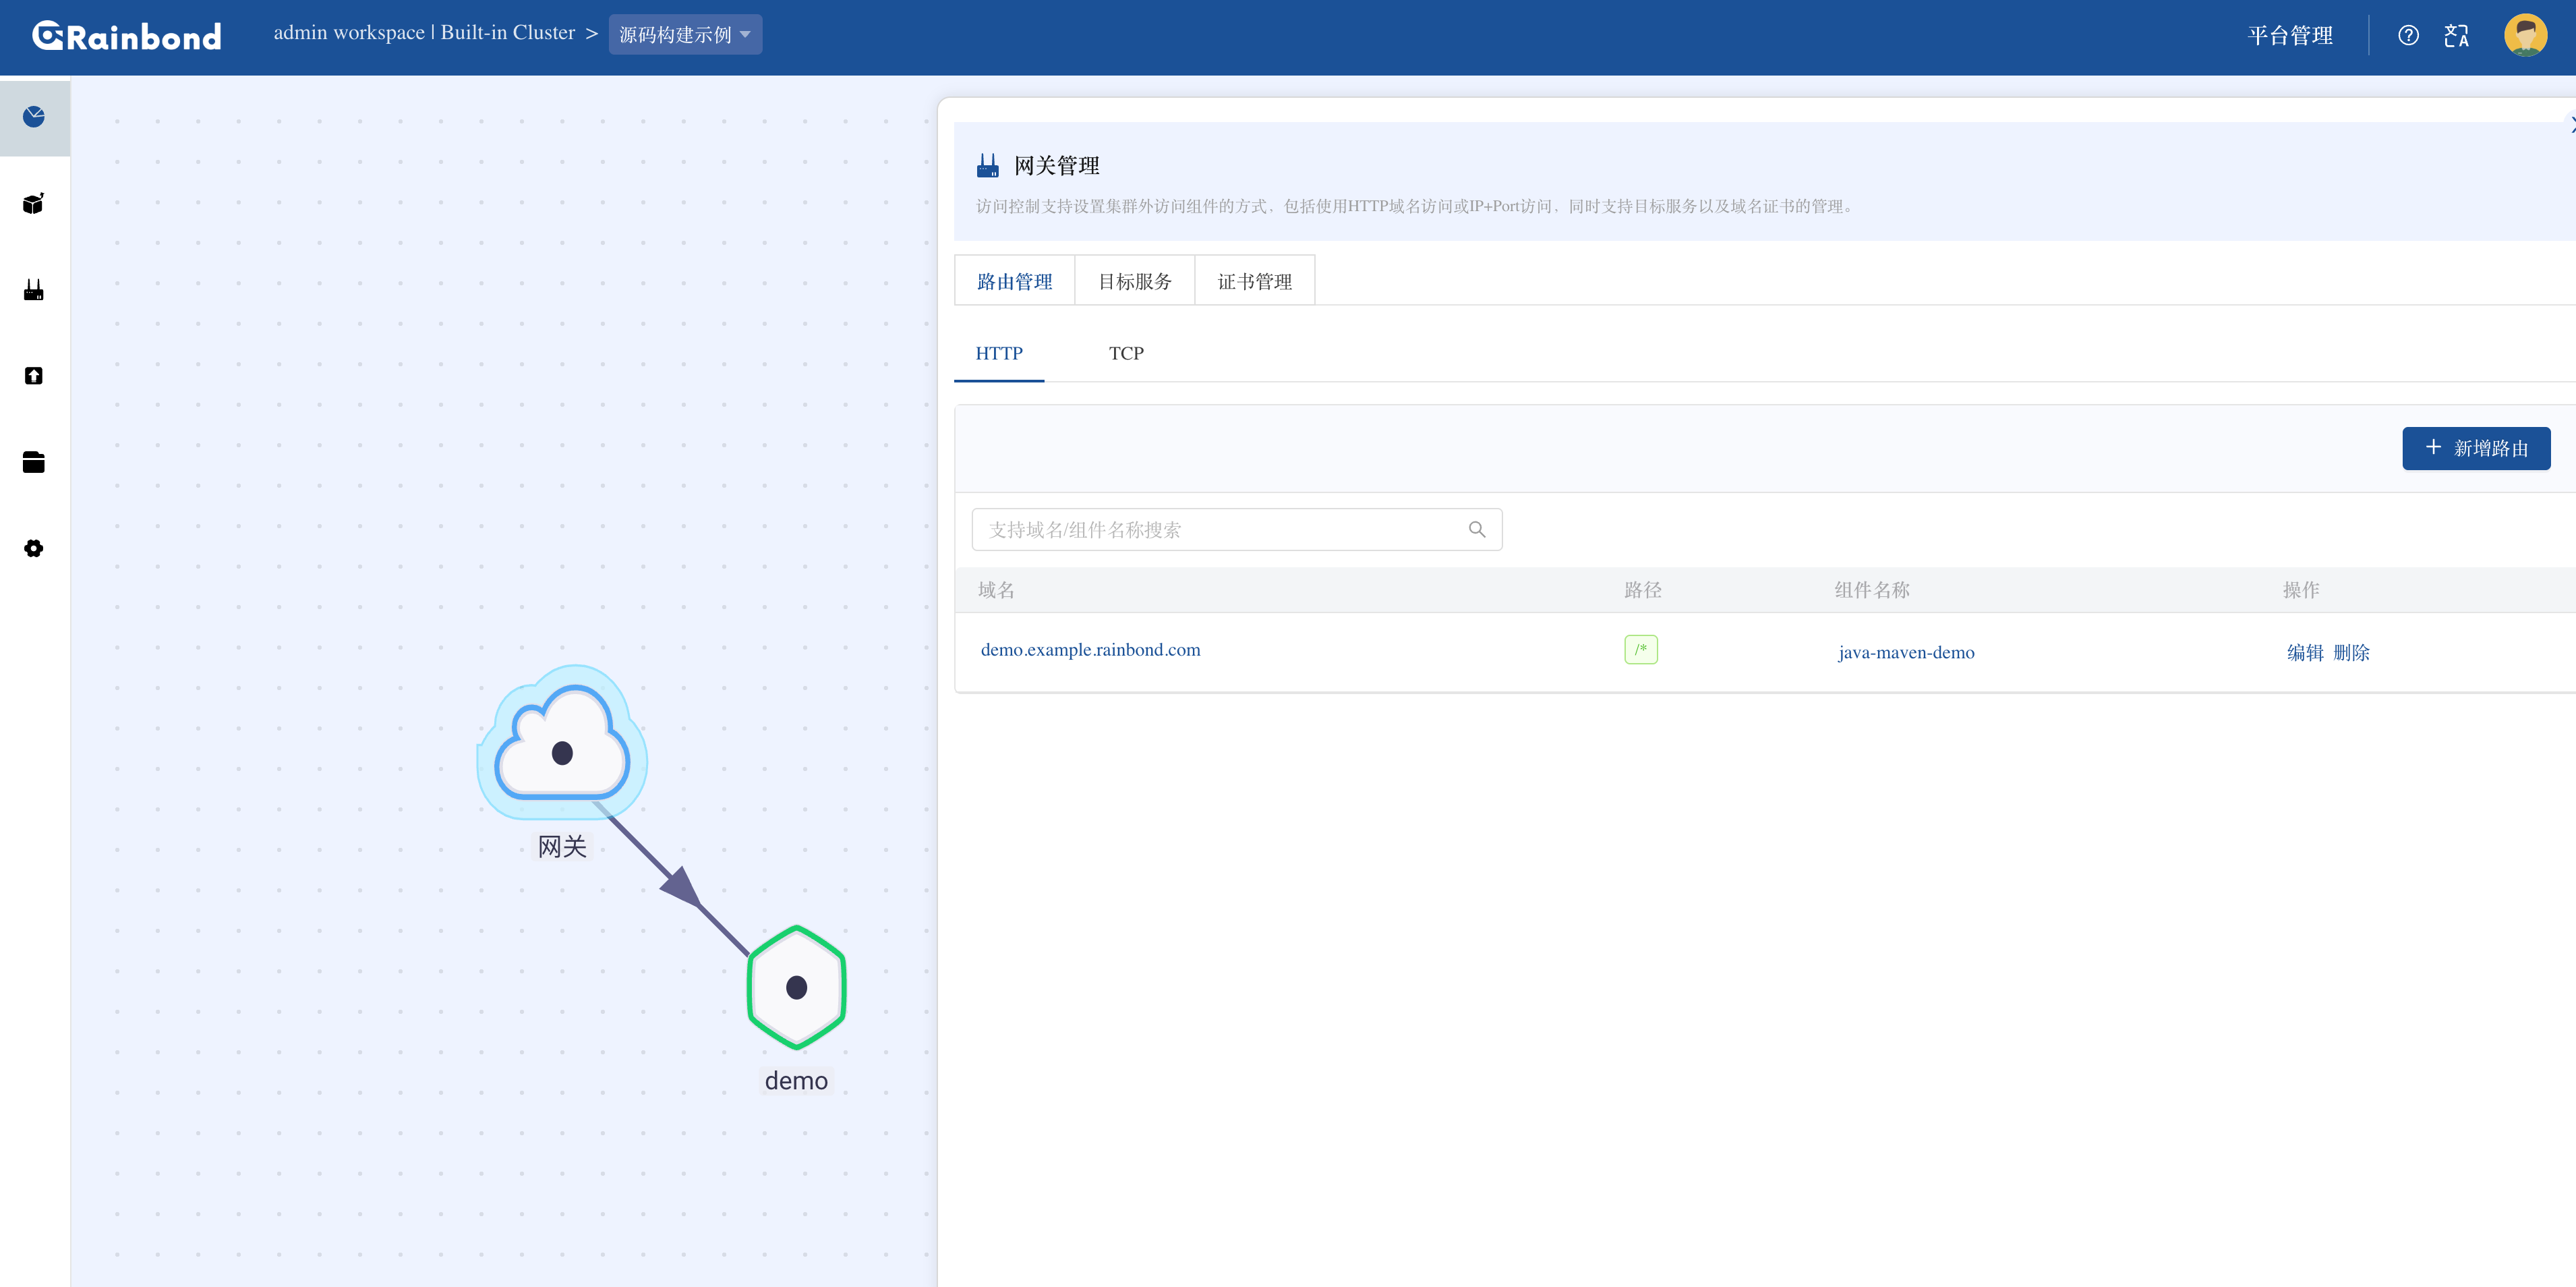 Rainbond
admin workspace | Built-in Cluster > 源码构建示例
平台管理
网关管理
访问控制支持设置集群外访问组件的方式，包括使用HTTP域名访问或IP+Port访问，同时支持目标服务以及域名证书的管理。
路由管理 目标服务 证书管理
HTTP TCP
+ 新增路由
支持域名/组件名称搜索
域名 路径 组件名称 操作
demo.example.rainbond.com /* java-maven-demo 编辑 删除
网关
demo